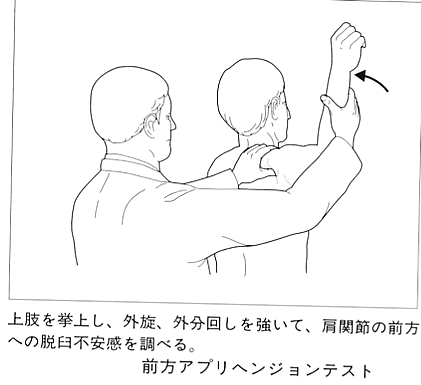 上肢を挙上し、外旋、外分回しを強いて、肩関節の前方
への脱臼不安感を調べる。
前方アプリヘンジョンテスト